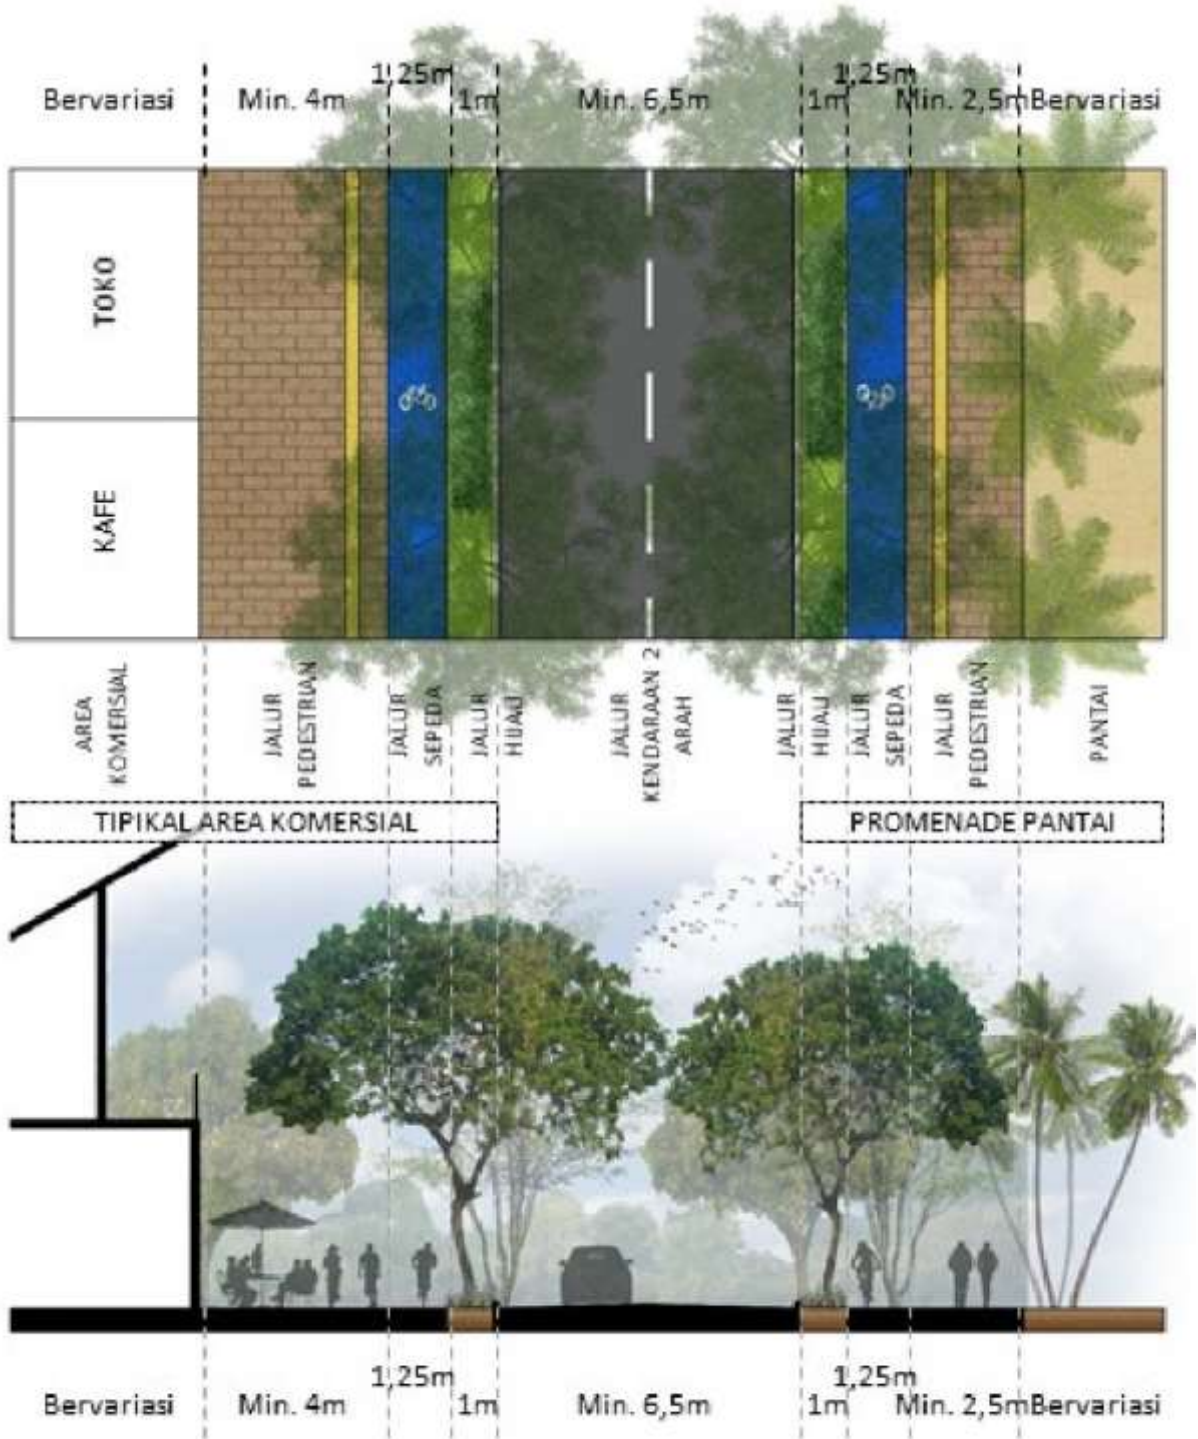 1,25m
1,25m
Bervariasi
Min. 4m
1m
Min. 6,5m
1m
Min. 2,5m
Bervariasi
TOKO
KAFE
AREA
KOMERSIAL
JALUR
PEDESTRIAN
JALUR
SEPEDA
JALUR
HIJAU
JALUR
KENDARAAN 2
ARAH
JALUR
HIJAU
JALUR
SEPEDA
JALUR
PEDESTRIAN
PANTAI
TIPIKAL AREA KOMERSIAL
PROMENADE PANTAI
1,25m
1,25m
Bervariasi
Min. 4m
1m
Min. 6,5m
1m
Min. 2,5m
Bervariasi